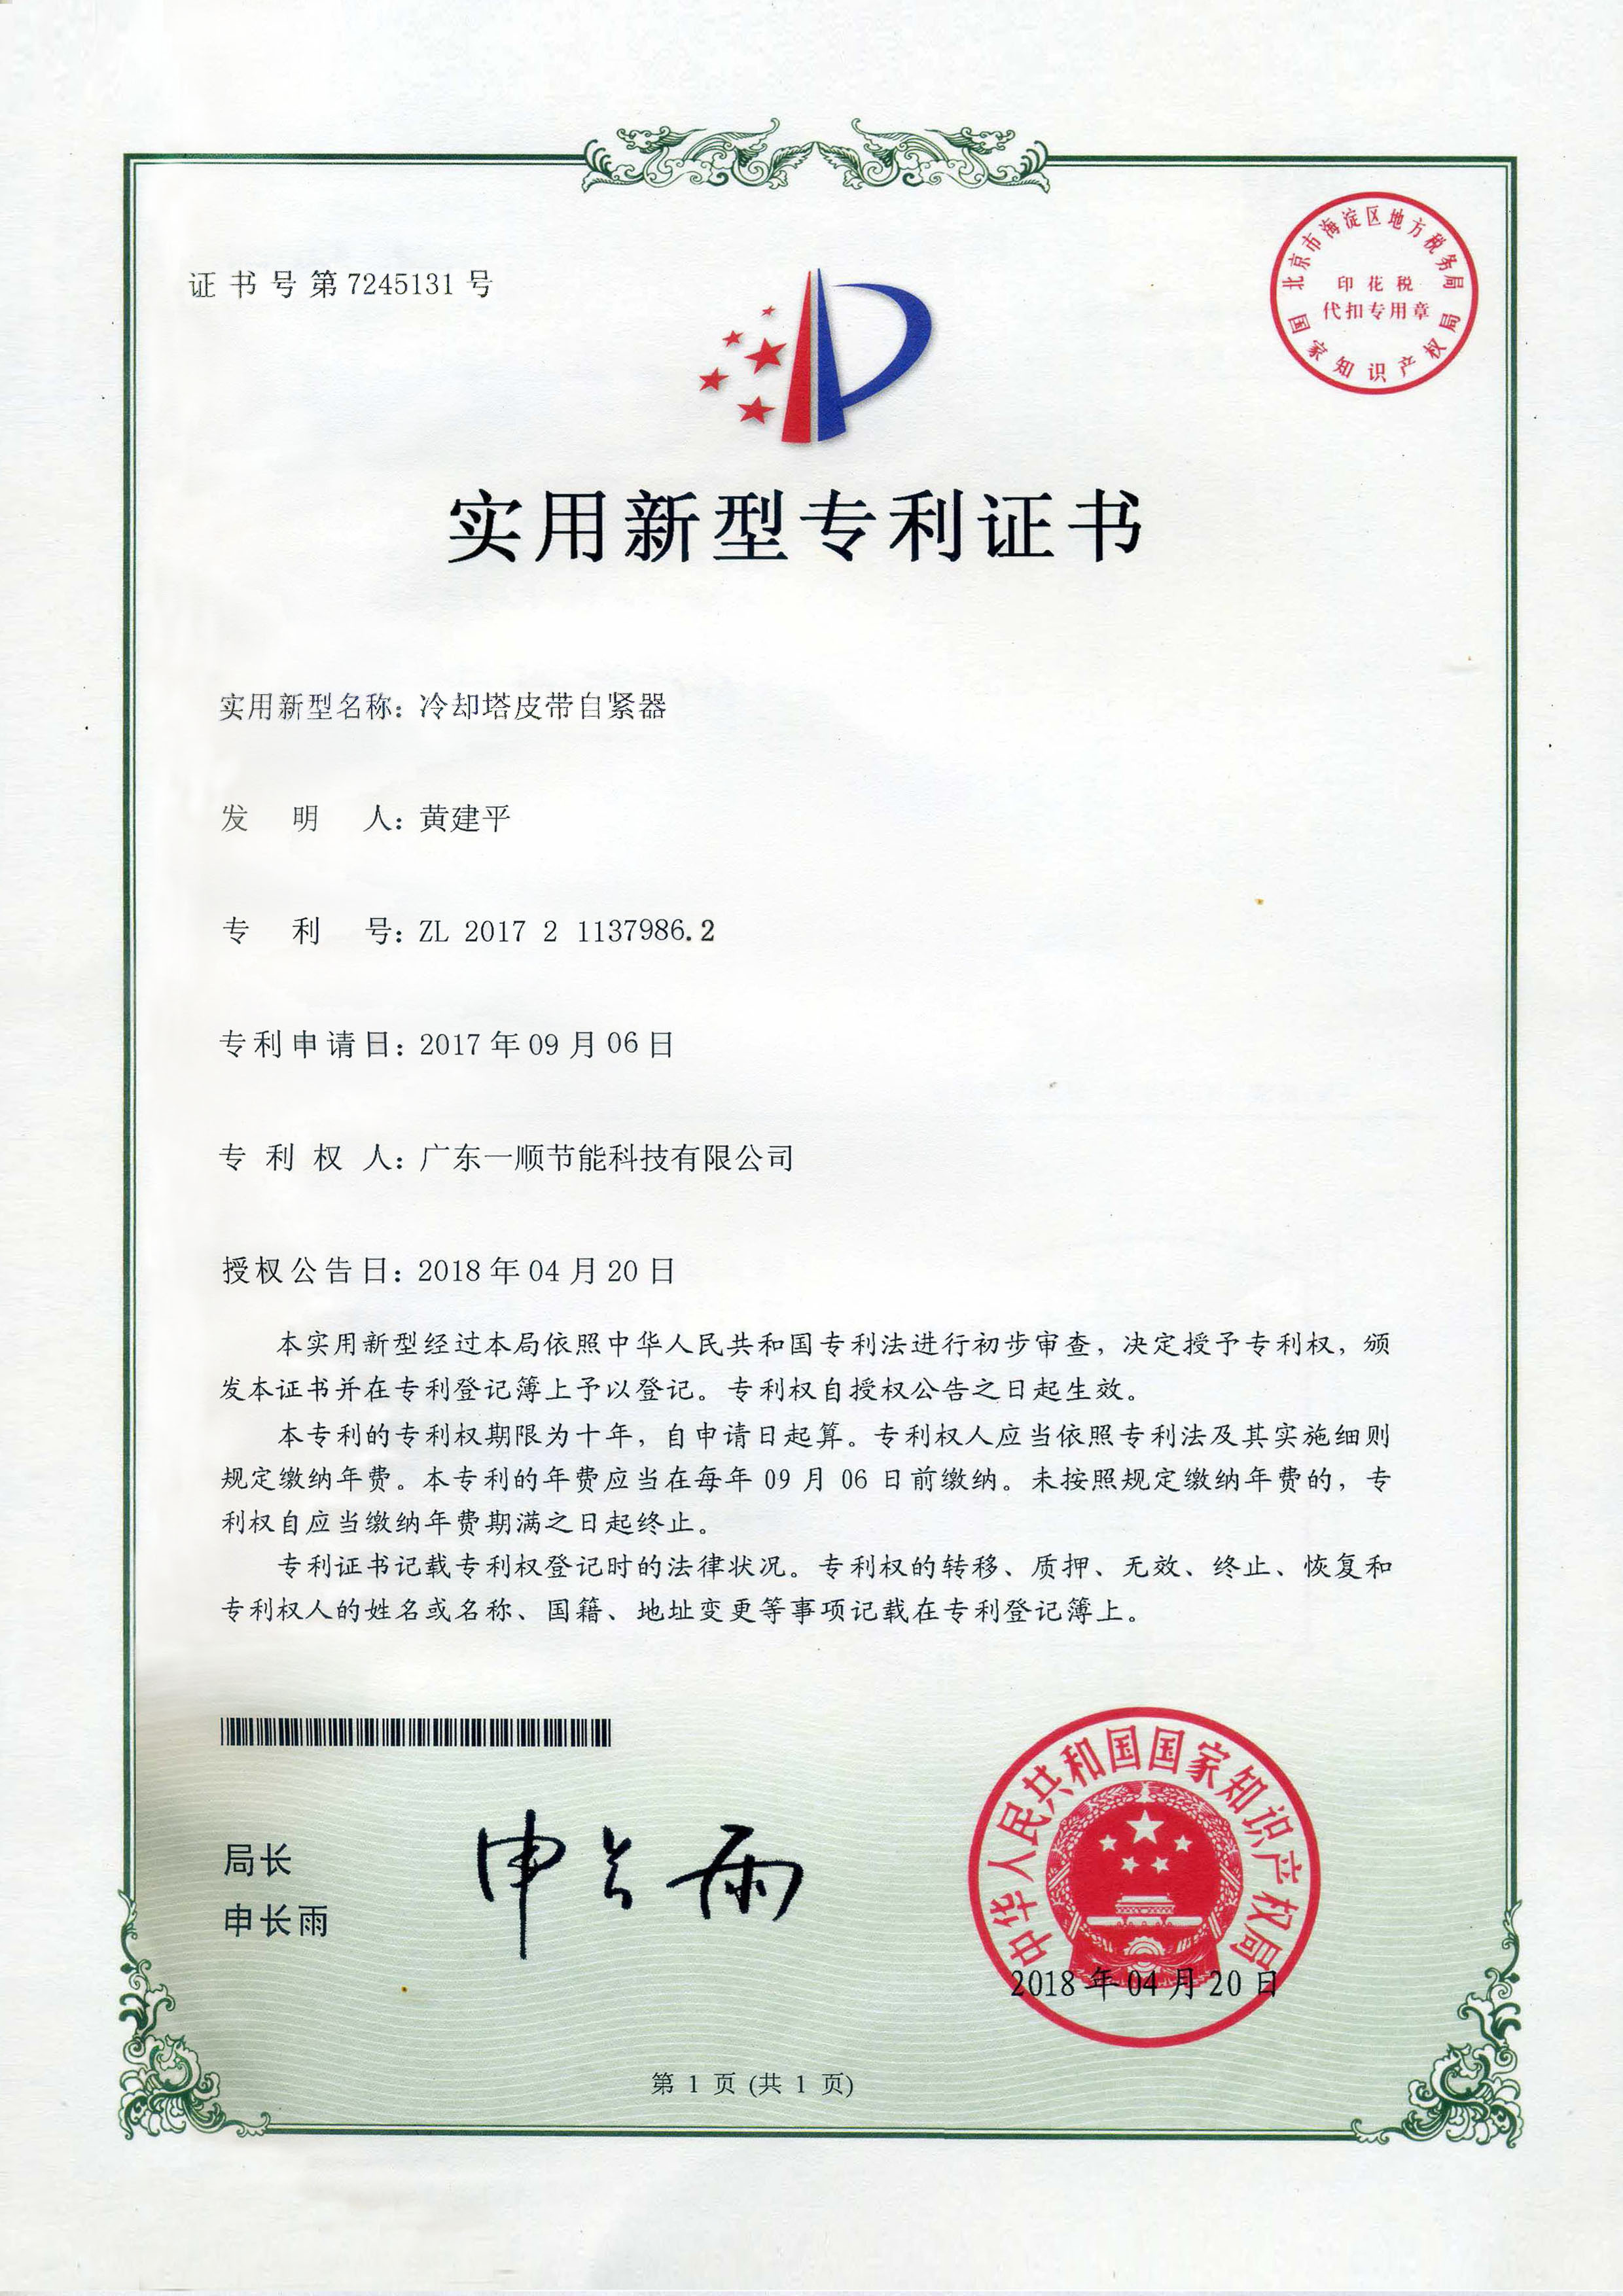 证书号第7245131号
北京市海淀区地方税务局
印花税
代扣专用章
国家知识产权局
实用新型专利证书
实用新型名称：冷却塔皮带自紧器
发明人：黄建平
专利号：ZL 2017 2 1137986.2
专利申请日：2017年09月06日
专利权人：广东一顺节能科技有限公司
授权公告日：2018年04月20日
本实用新型经过本局依照中华人民共和国专利法进行初步审查，决定授予专利权，颁
发本证书并在专利登记簿上予以登记。专利权自授权公告之日起生效。
本专利的专利权期限为十年，自申请日起算。专利权人应当依照专利法及其实施细则
规定缴纳年费。本专利的年费应当在每年09月06日前缴纳。未按照规定缴纳年费的，专
利权自应当缴纳年费期满之日起终止。
专利证书记载专利权登记时的法律状况。专利权的转移、质押、无效、终止、恢复和
专利权人的姓名或名称、国籍、地址变更等事项记载在专利登记簿上。
局长
申长雨
申长雨
中华人民共和国国家知识产权局
2018年04月20日
第 1 页 (共 1 页)